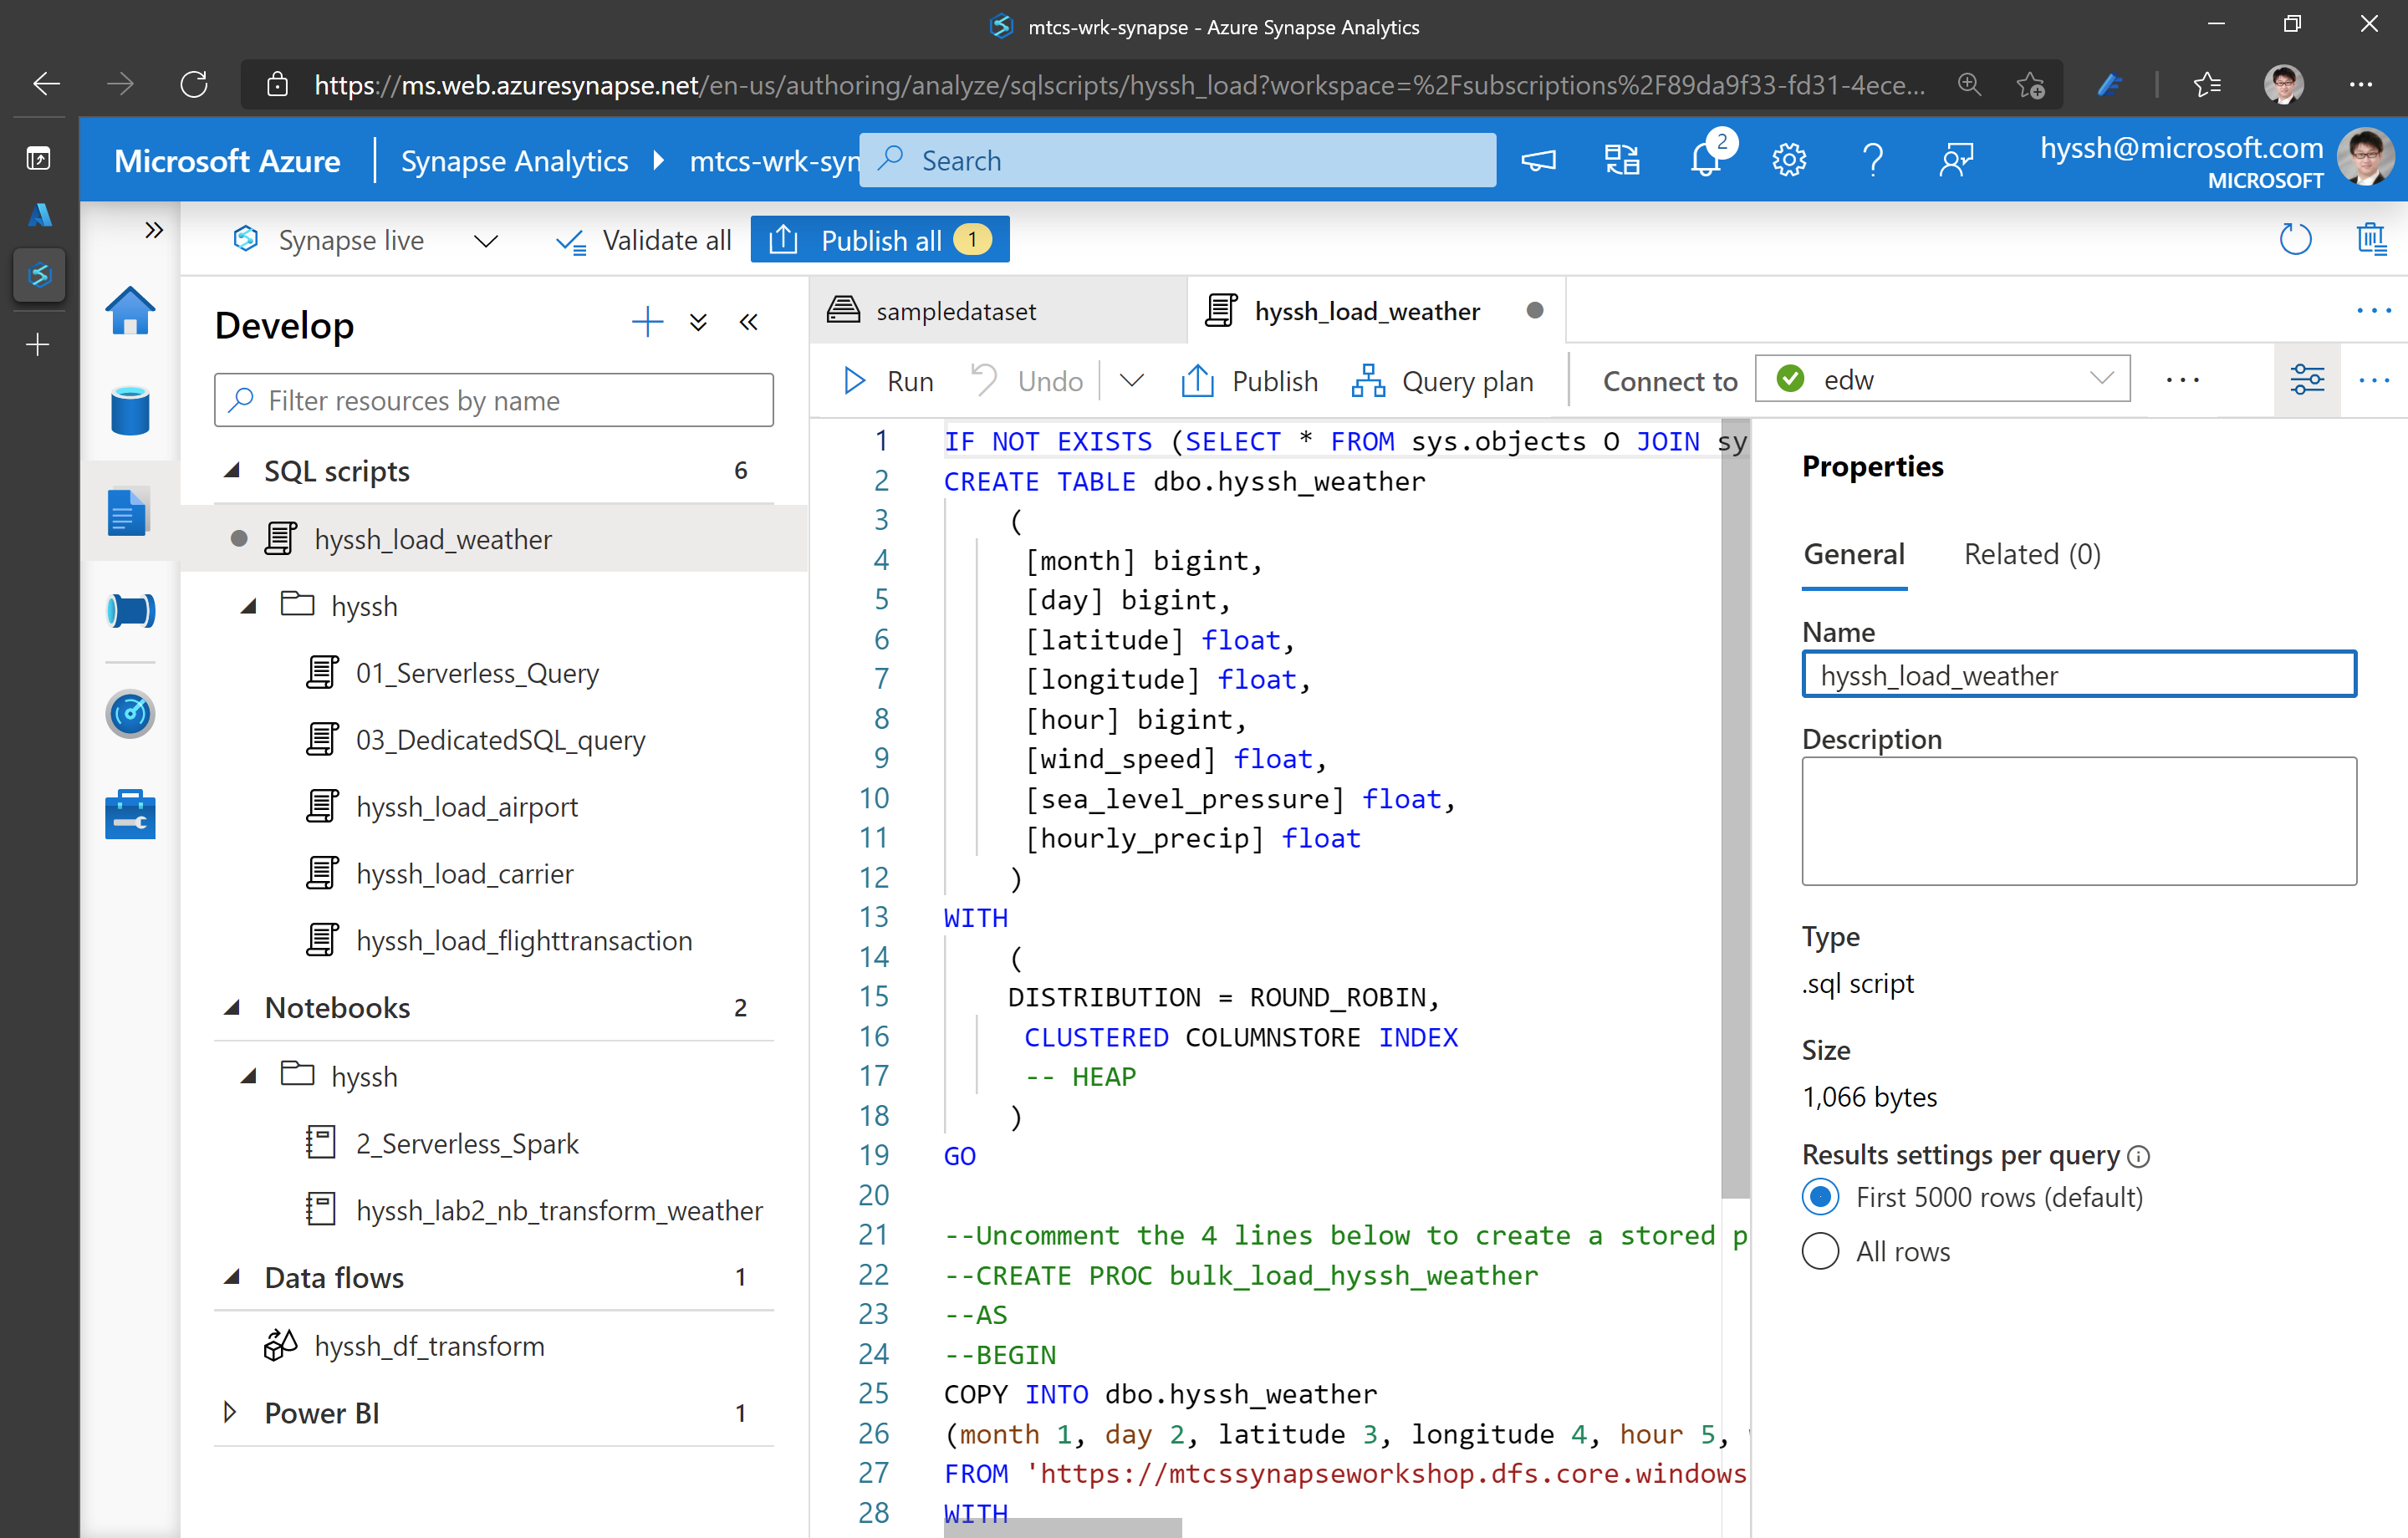 mtcs-wrk-synapse - Azure Synapse Analytics
https://ms.web.azuresynapse.net/en-us/authoring/analyze/sqlscripts/hyssh_load?workspace=%2Fsubscriptions%2F89da9f33-fd31-4ece...
Microsoft Azure
Synapse Analytics
mtcs-wrk-syn
Search
2
hyssh@microsoft.com
MICROSOFT
Synapse live
Validate all
Publish all 1
Develop
Filter resources by name
SQL scripts 6
hyssh_load_weather
hyssh
01_Serverless_Query
03_DedicatedSQL_query
hyssh_load_airport
hyssh_load_carrier
hyssh_load_flighttransaction
Notebooks 2
hyssh
2_Serverless_Spark
hyssh_lab2_nb_transform_weather
Data flows 1
hyssh_df_transform
Power BI 1
sampledataset
hyssh_load_weather
Run
Undo
Publish
Query plan
Connect to
edw
1 IF NOT EXISTS (SELECT * FROM sys.objects O JOIN sy
2 CREATE TABLE dbo.hyssh_weather
3 (
4 [month] bigint,
5 [day] bigint,
6 [latitude] float,
7 [longitude] float,
8 [hour] bigint,
9 [wind_speed] float,
10 [sea_level_pressure] float,
11 [hourly_precip] float
12 )
13 WITH
14 (
15 DISTRIBUTION = ROUND_ROBIN,
16 CLUSTERED COLUMNSTORE INDEX
17 -- HEAP
18 )
19 GO
20
21 --Uncomment the 4 lines below to create a stored p
22 --CREATE PROC bulk_load_hyssh_weather
23 --AS
24 --BEGIN
25 COPY INTO dbo.hyssh_weather
26 (month 1, day 2, latitude 3, longitude 4, hour 5,
27 FROM 'https://mtcssynapseworkshop.dfs.core.windows
28 WITH
Properties
General
Related (0)
Name
hyssh_load_weather
Description
Type
.sql script
Size
1,066 bytes
Results settings per query
First 5000 rows (default)
All rows